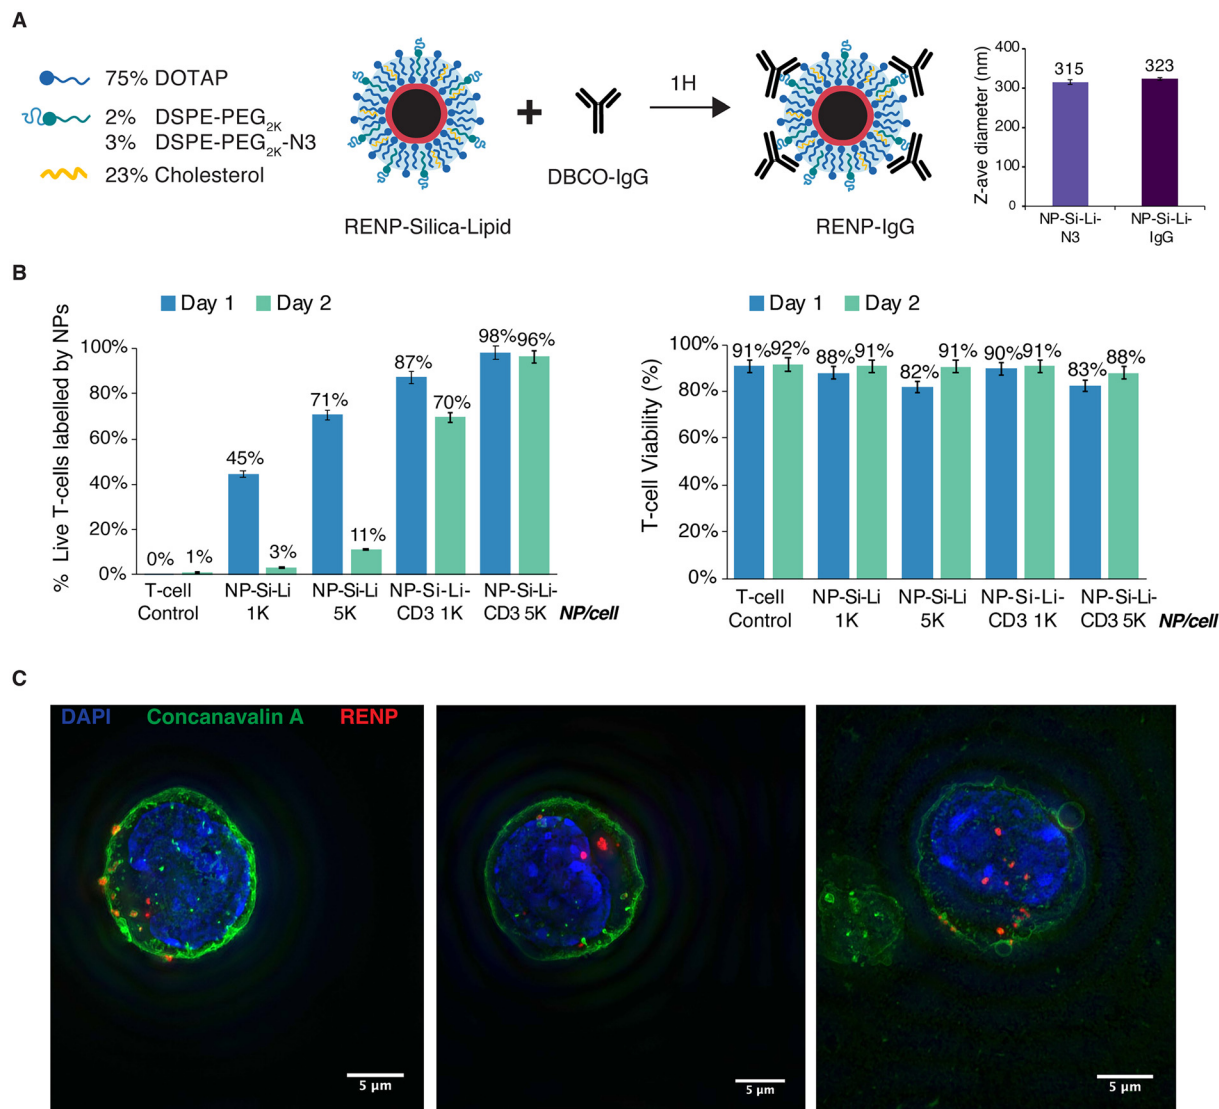 A
75% DOTAP
2% DSPE-PEG2K
3% DSPE-PEG2K-N3
23% Cholesterol
RENP-Silica-Lipid
+
DBCO-IgG
1H
RENP-IgG
Z-ave diameter (nm)
400
300
200
100
0
315
323
NP-Si-Li-
N3
NP-Si-Li-
IgG
B
% Live T-cells labelled by NPs
Day 1
Day 2
100%
80%
60%
40%
20%
0%
0%
1%
45%
3%
71%
11%
87%
70%
98%
96%
T-cell
Control
NP-Si-Li
1K
NP-Si-Li
5K
NP-Si-Li-
CD3 1K
NP-Si-Li-
CD3 5K
NP/cell
T-cell Viability (%)
Day 1
Day 2
100%
80%
60%
40%
20%
0%
91%
92%
88%
91%
82%
91%
90%
91%
83%
88%
T-cell
Control
NP-Si-Li
1K
NP-Si-Li
5K
NP-Si-Li-
CD3 1K
NP-Si-Li-
CD3 5K
NP/cell
C
DAPI Concanavalin A RENP
5 µm
5 µm
5 µm